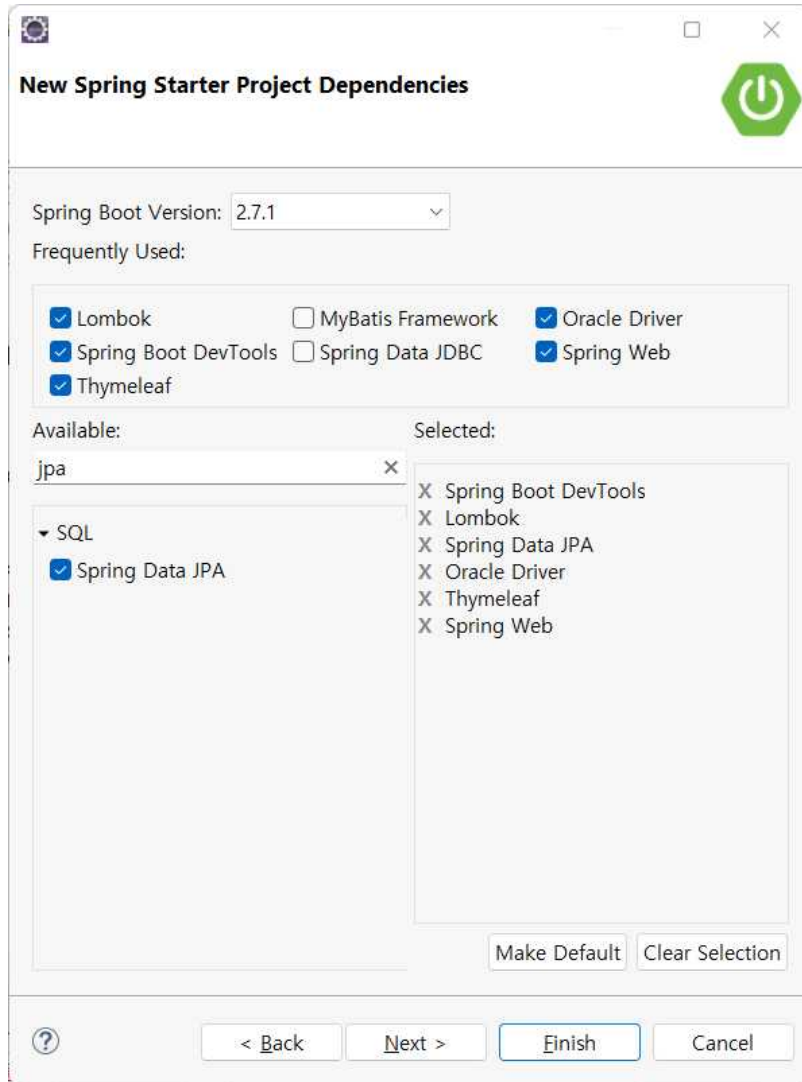 New Spring Starter Project Dependencies
Spring Boot Version: 2.7.1
Frequently Used:
Lombok MyBatis Framework Oracle Driver
Spring Boot DevTools Spring Data JDBC Spring Web
Thymeleaf
Available:
jpa
SQL
Spring Data JPA
Selected:
X Spring Boot DevTools
X Lombok
X Spring Data JPA
X Oracle Driver
X Thymeleaf
X Spring Web
Make Default Clear Selection
? < Back Next > Finish Cancel